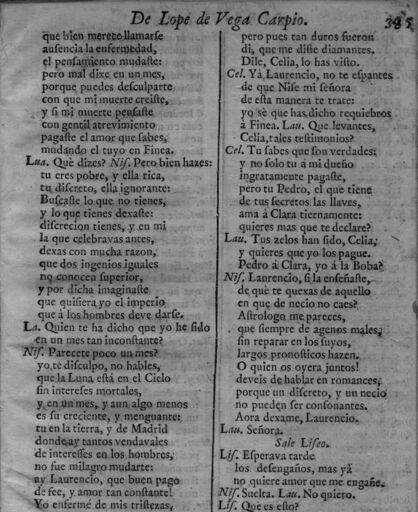 De Lope de Vega Carpio. 385
que bien merece llamarse
ausencia la enfermedad,
el pensamiento mudaste:
pero mal dixe en un mes,
porque puedes desculparte
con que mi muerte creiste,
y si mi muerte pensaste
con gentil atrevimiento
pagaste el amor que sabes,
mudando el tuyo en Finea.
Lua. Què dizes? Nis. Pero bien hazes:
tu eres pobre, y ella rica,
tu discreto, ella ignorante:
Buscaste lo que no tienes,
y lo que tienes dexaste:
discrecion tienes, y en mi
la que celebravas antes,
dexas con mucha razon,
que dos ingenios iguales
no conocen superior,
y por dicha imaginaste
que quisiera yo el imperio
que à los hombres deve darse.
La. Quien te ha dicho que yo he sido
en un mes tan inconstante?
Nis. Parecete poco un mes?
yo te disculpo, no hables,
que la Luna està en el Cielo
sin intereses mortales,
y en un mes, y aun algo menos
es su creciente, y menguante:
tu en la tierra, y de Madrid
donde ay tantos vendavales
de intereses en los hombres,
no fue milagro mudarte:
ay Laurencio, que buen pago
de fee, y amor tan constante!
Yo enfermè de mis tristezas,
pero pues tan duros fueron
di, que me diste diamantes.
Dile, Celia, lo has visto.
Cel. Yà Laurencio, no te espantes
de que Nise mi señora
de esta manera te trate:
yo sè que has dicho requiebros
à Finea. Lau. Que levantes,
Celia, tales testimonios?
Cel. Tu sabes que son verdades:
y no solo tu à mi dueño
ingratamente pagaste,
pero tu Pedro, el que tiene
de tus secretos las llaves,
ama à Clara tiernamente:
quieres mas que te declare?
Lau. Tus zelos han sido, Celia,
y quieres que yo los pague.
Pedro à Clara, yo à la Boba?
Nis. Laurencio, si la enseñaste,
de què te quexas de aquello
en que de necio no caes?
Astrologo me pareces,
que siempre de agenos males,
sin reparar en los suyos,
largos pronosticos hazen.
O quien os oyera juntos!
deveis de hablar en romances,
porque un discreto, y un necio
no pueden ser consonantes.
Aora dexame, Laurencio.
Lau. Señora.
Sale Liseo.
Lis. Esperava tarde
los desengaños, mas yà
no quiere amor que me engañe.
Nis. Suelta. Lau. No quiero.
Lis. Que es esto?